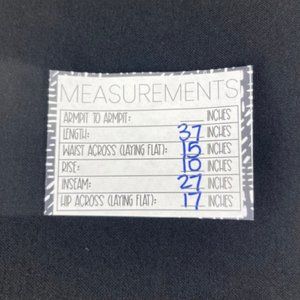 MEASUREMENTS
ARMPIT TO ARMPIT: ___ INCHES
LENGTH: 37 INCHES
WAIST ACROSS (LAYING FLAT): 15 INCHES
RISE: 10 INCHES
INSEAM: 27 INCHES
HIP ACROSS (LAYING FLAT): 17 INCHES